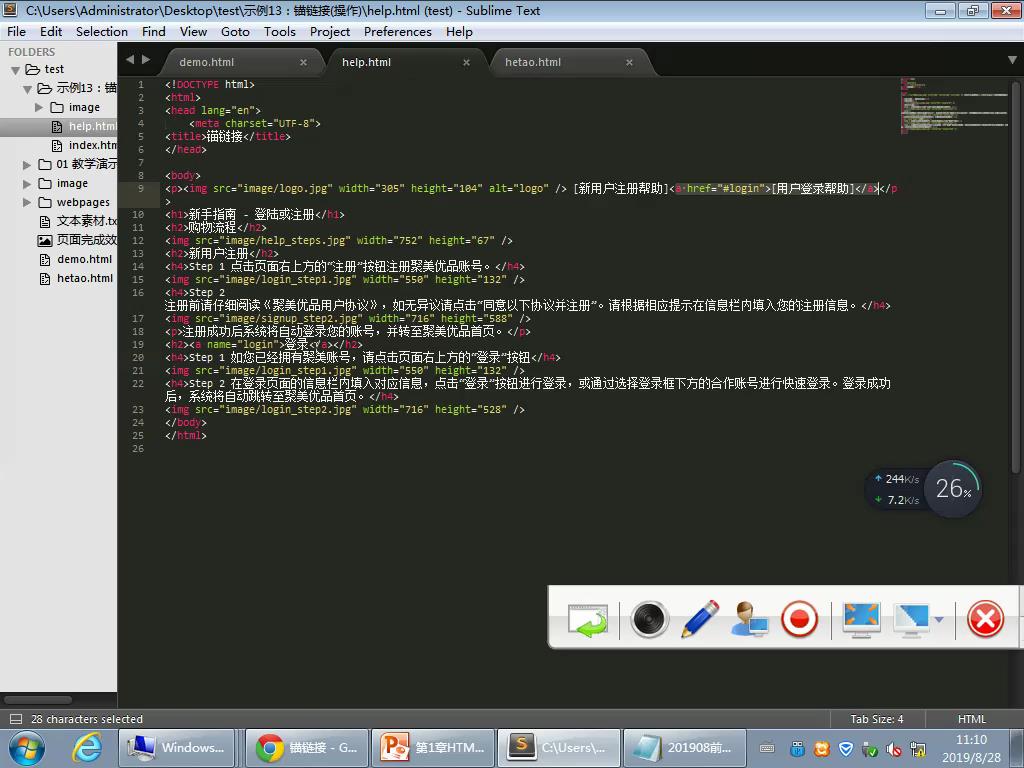 C:\Users\Administrator\Desktop\test\示例13：锚链接(操作)\help.html (test) - Sublime Text
File Edit Selection Find View Goto Tools Project Preferences Help
FOLDERS
test
示例13：锚
image
help.html
index.htm
01 教学演示
image
webpages
文本素材.tx
页面完成效
demo.html
hetao.html
demo.html help.html hetao.html
1 <!DOCTYPE html>
2 <html>
3 <head lang="en">
4 <meta charset="UTF-8">
5 <title>锚链接</title>
6 </head>
7
8 <body>
9 <p><img src="image/logo.jpg" width="305" height="104" alt="logo" /> [新用户注册帮助]<a href="#login">[用户登录帮助]</a></p
>
10 <h1>新手指南 - 登陆或注册</h1>
11 <h2>购物流程</h2>
12 <img src="image/help_steps.jpg" width="752" height="67" />
13 <h2>新用户注册</h2>
14 <h4>Step 1 点击页面右上方的“注册”按钮注册聚美优品账号。</h4>
15 <img src="image/login_step1.jpg" width="550" height="132" />
16 <h4>Step 2
注册前请仔细阅读《聚美优品用户协议》，如无异议请点击“同意以下协议并注册”。请根据相应提示在信息栏内填入您的注册信息。</h4>
17 <img src="image/signup_step2.jpg" width="716" height="588" />
18 <p>注册成功后系统将自动登录您的账号，并转至聚美优品首页。</p>
19 <h2><a name="login">登录</a></h2>
20 <h4>Step 1 如您已经拥有聚美账号，请点击页面右上方的“登录”按钮</h4>
21 <img src="image/login_step1.jpg" width="550" height="132" />
22 <h4>Step 2 在登录页面的信息栏内填入对应信息，点击“登录”按钮进行登录，或通过选择登录框下方的合作账号进行快速登录。登录成功
后，系统将自动跳转至聚美优品首页。</h4>
23 <img src="image/login_step2.jpg" width="716" height="528" />
24 </body>
25 </html>
26
244K/s
7.2K/s
26%
28 characters selected Tab Size: 4 HTML
Windows... 锚链接 - G... 第1章HTM... C:\Users\... 201908前... 11:10
2019/8/28